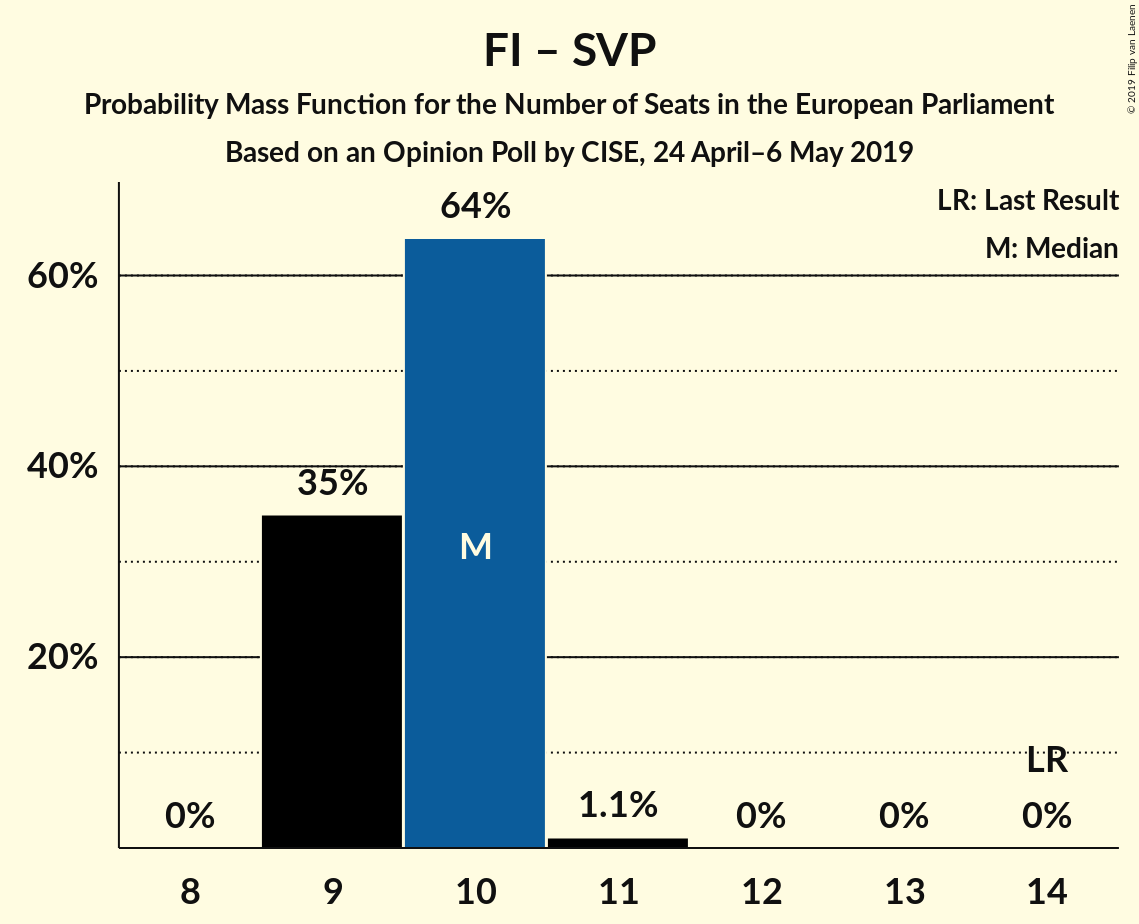 FI – SVP
Probability Mass Function for the Number of Seats in the European Parliament
Based on an Opinion Poll by CISE, 24 April–6 May 2019
© 2019 Filip van Laenen
LR: Last Result
M: Median
60%
40%
20%
0%
35%
64%
M
1.1%
0%
0%
LR
0%
8
9
10
11
12
13
14